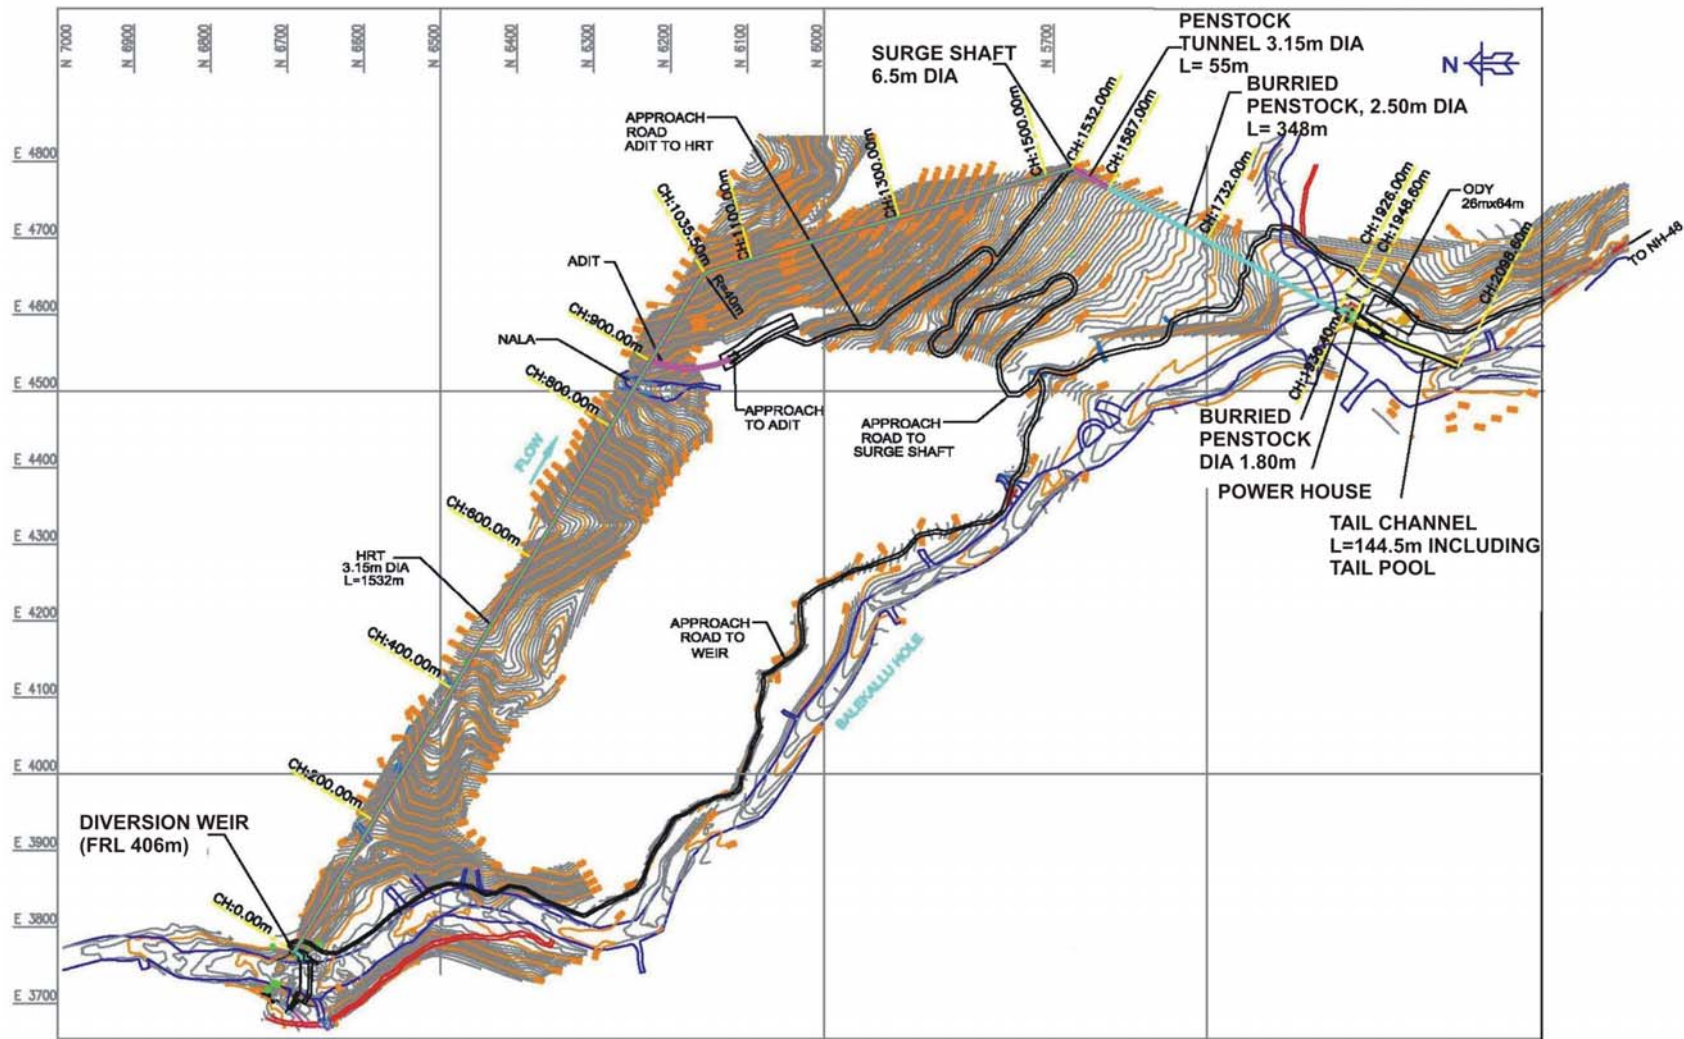 N 7000
N 6900
N 6800
N 6700
N 6500
N 6400
N 6300
N 6200
N 6100
N 6000
N 5700
N
E 4800
E 4700
E 4600
E 4500
E 4400
E 4300
E 4200
E 4100
E 4000
E 3900
E 3800
E 3700
SURGE SHAFT
6.5m DIA
PENSTOCK
TUNNEL 3.15m DIA
L= 55m
BURRIED
PENSTOCK, 2.50m DIA
L= 348m
APPROACH
ROAD
ADIT TO HRT
CH:1035.50m
CH:1100.00m
CH:1300.00m
CH:1500.00m
CH:1532.00m
CH:1587.00m
CH:1732.00m
CH:1926.00m
CH:1948.60m
CH:2098.60m
ODY
26mx64m
TO NH-48
ADIT
R=40m
CH:900.00m
NALA
CH:800.00m
APPROACH
TO ADIT
APPROACH
ROAD TO
SURGE SHAFT
FLOW
CH:600.00m
HRT
3.15m DIA
L=1532m
CH:400.00m
CH:200.00m
APPROACH
ROAD TO
WEIR
BALEKALLU HOLE
BURRIED
PENSTOCK
DIA 1.80m
POWER HOUSE
TAIL CHANNEL
L=144.5m INCLUDING
TAIL POOL
DIVERSION WEIR
(FRL 406m)
CH:0.00m